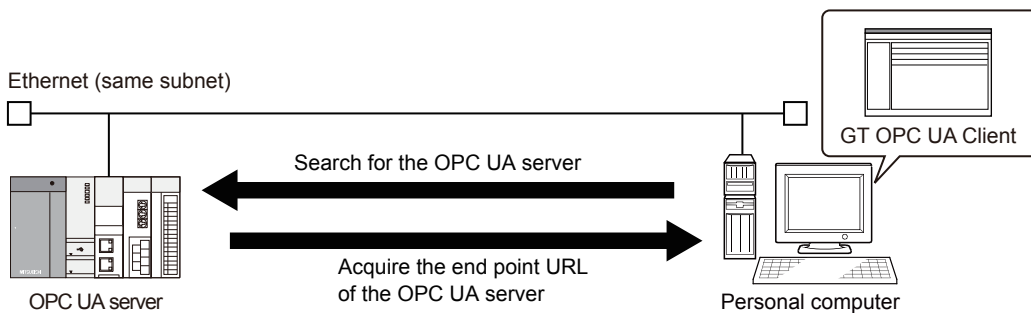 Ethernet (same subnet)
GT OPC UA Client
Search for the OPC UA server
Acquire the end point URL
of the OPC UA server
MITSUBISHI
OPC UA server
Personal computer